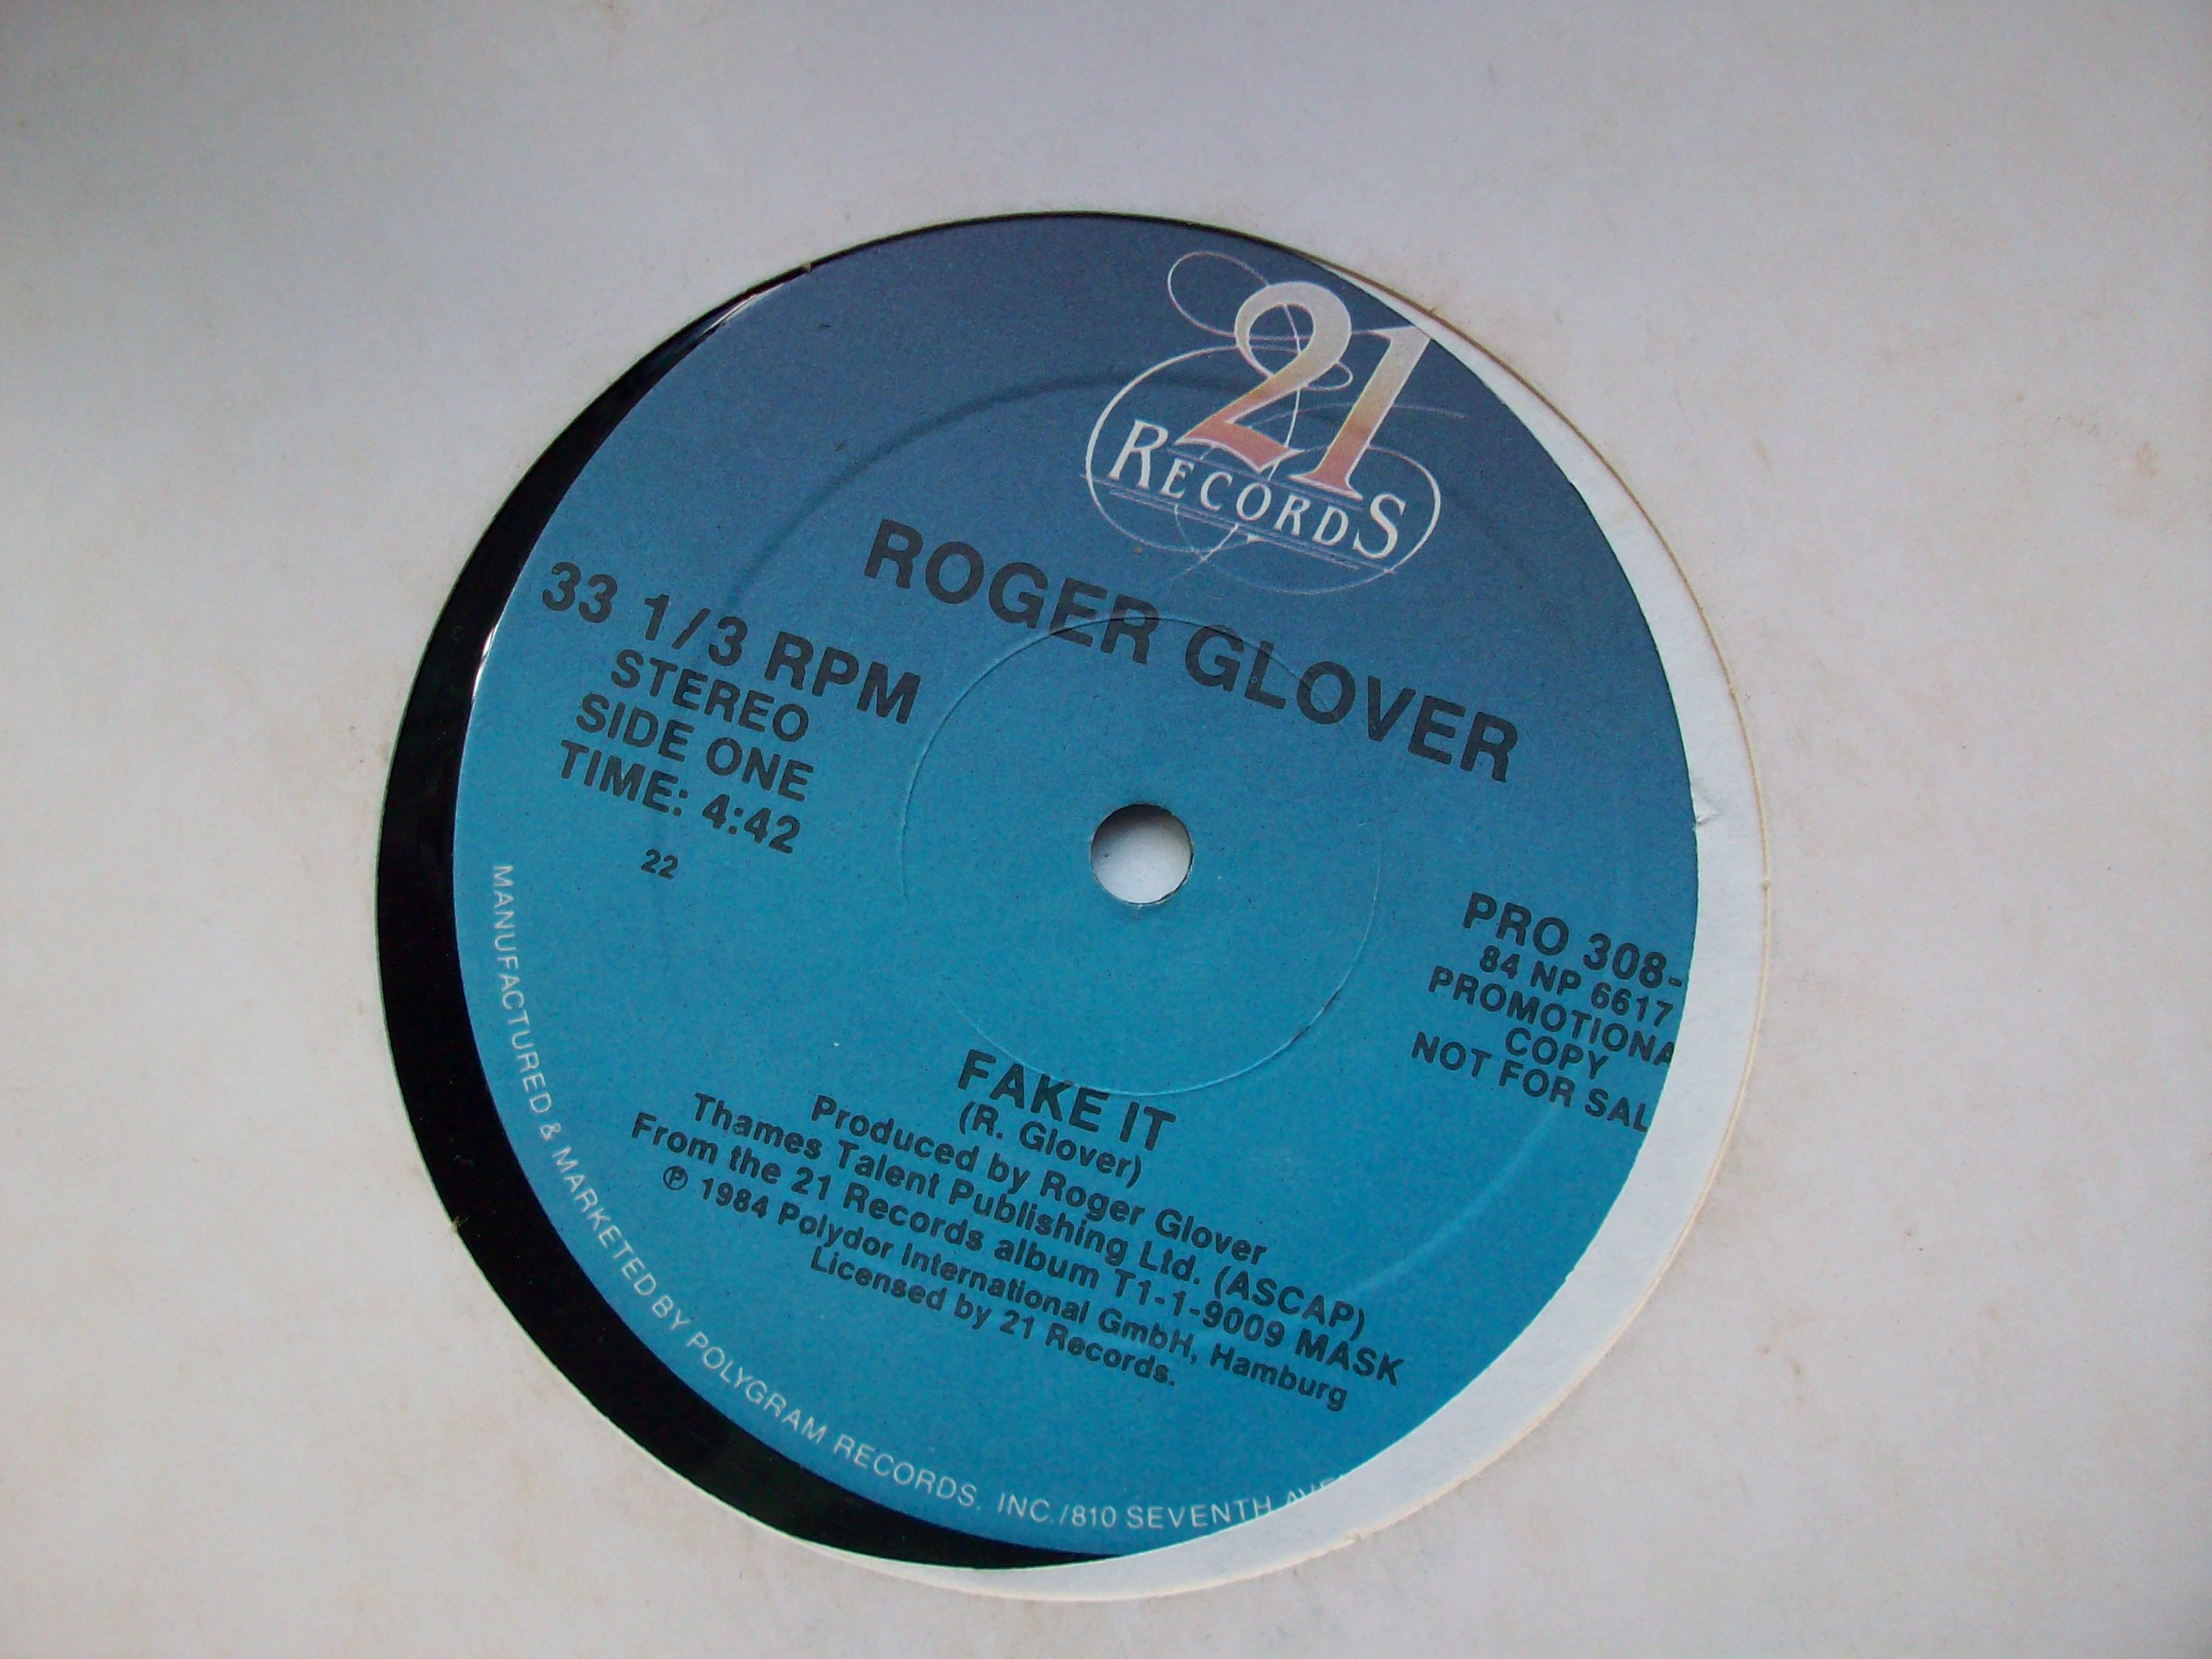 21
RECORDS
ROGER GLOVER
33 1/3 RPM
STEREO
SIDE ONE
TIME: 4:42
22
PRO 308-
84 NP 6617
PROMOTIONA
COPY
NOT FOR SAL
FAKE IT
(R. Glover)
Produced by Roger Glover
Thames Talent Publishing Ltd. (ASCAP)
From the 21 Records album T1-1-9009 MASK
℗ 1984 Polydor International GmbH, Hamburg
Licensed by 21 Records.
MANUFACTURED & MARKETED BY POLYGRAM RECORDS, INC./810 SEVENTH